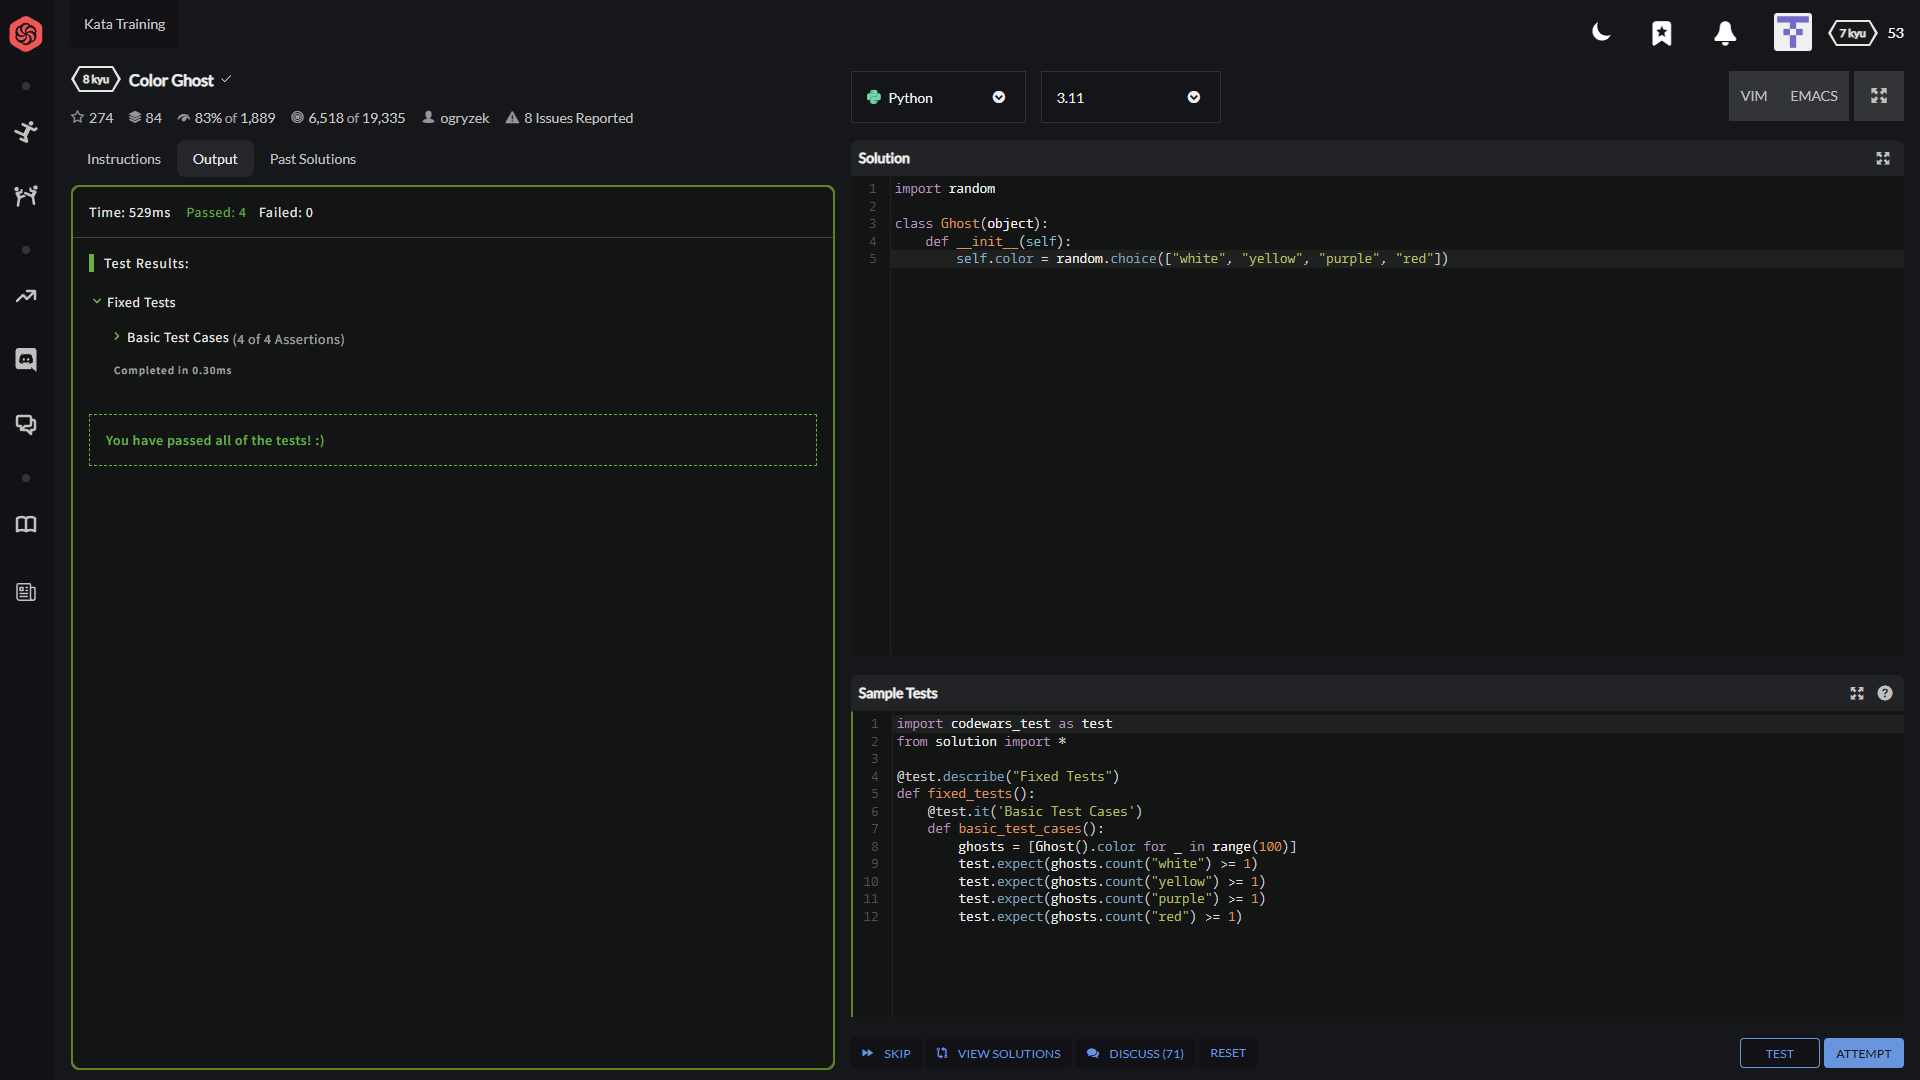 Kata Training
7 kyu 53
8 kyu Color Ghost
274 84 83% of 1,889 6,518 of 19,335 ogryzek 8 Issues Reported
Instructions Output Past Solutions
Time: 529ms Passed: 4 Failed: 0
Test Results:
Fixed Tests
Basic Test Cases (4 of 4 Assertions)
Completed in 0.30ms
You have passed all of the tests! :)
Python 3.11 VIM EMACS
Solution
1 import random
2
3 class Ghost(object):
4     def __init__(self):
5         self.color = random.choice(["white", "yellow", "purple", "red"])
Sample Tests
1 import codewars_test as test
2 from solution import *
3
4 @test.describe("Fixed Tests")
5 def fixed_tests():
6     @test.it('Basic Test Cases')
7     def basic_test_cases():
8         ghosts = [Ghost().color for _ in range(100)]
9         test.expect(ghosts.count("white") >= 1)
10         test.expect(ghosts.count("yellow") >= 1)
11         test.expect(ghosts.count("purple") >= 1)
12         test.expect(ghosts.count("red") >= 1)
SKIP VIEW SOLUTIONS DISCUSS (71) RESET TEST ATTEMPT